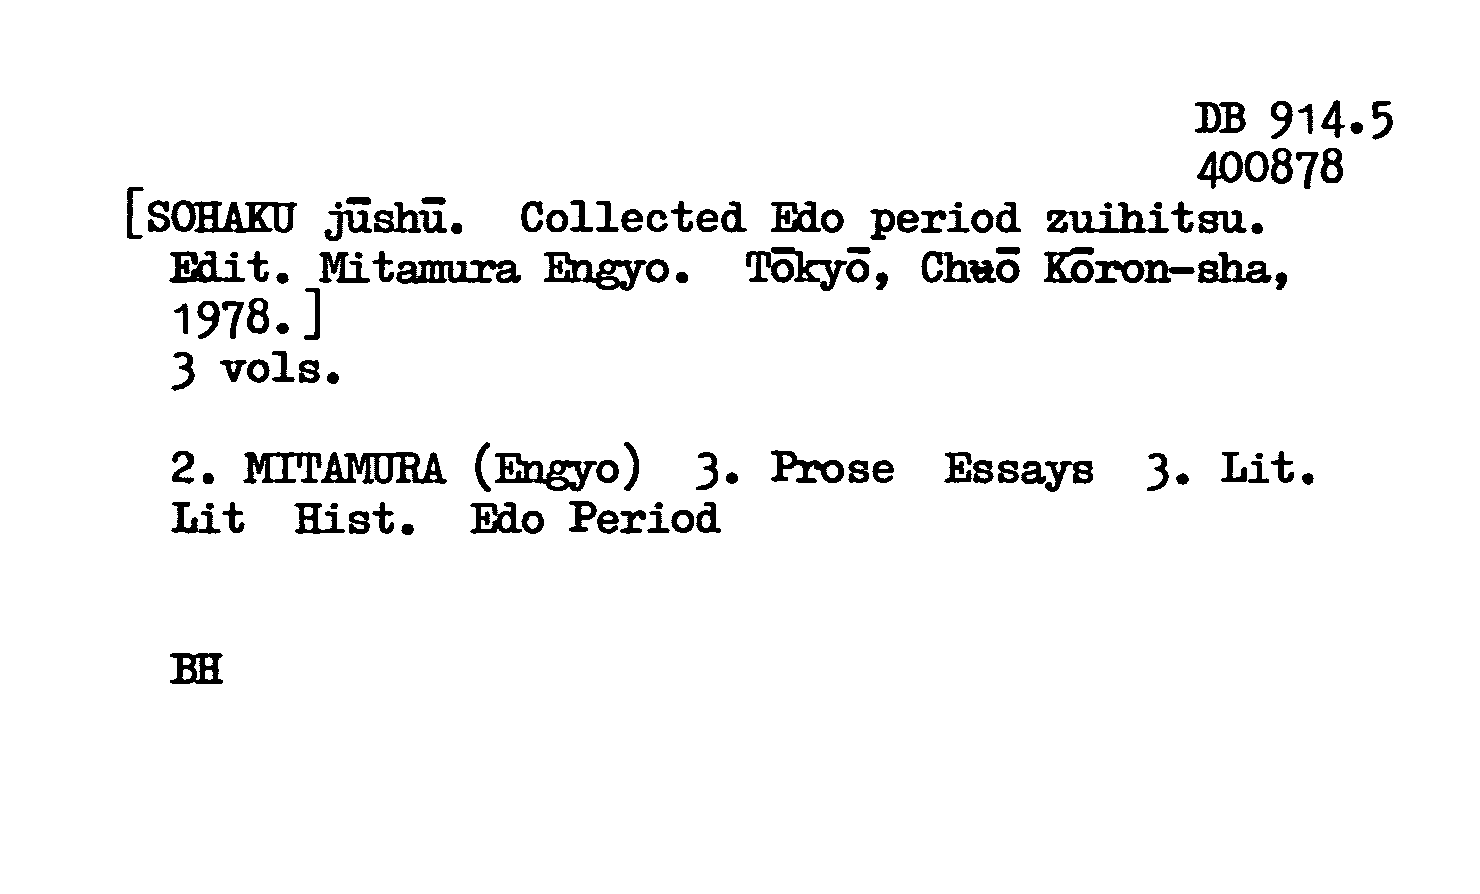 DB 914.5
400878
[SOHAKU jūshū. Collected Edo period zuihitsu.
Edit. Mitamura Engyo. Tōkyō, Chuō Kōron-sha,
1978.]
3 vols.
2. MITAMURA (Engyo) 3. Prose Essays 3. Lit.
Lit Hist. Edo Period
BH